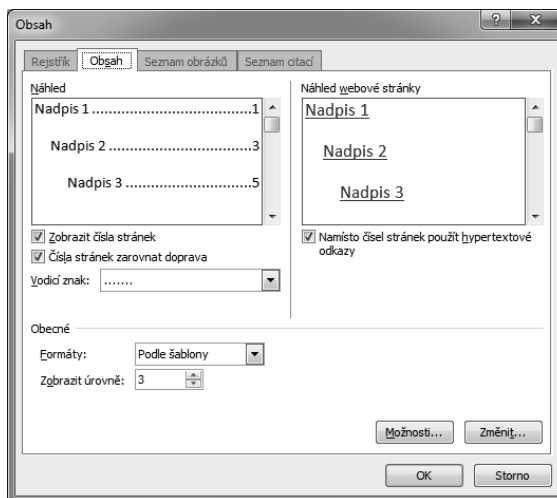 Obsah
Rejstřík Obsah Seznam obrázků Seznam citací
Náhled
Nadpis 1 ........................................1
Nadpis 2 ...................................3
Nadpis 3 ...............................5
Zobrazit čísla stránek
Čísla stránek zarovnat doprava
Vodicí znak: .......
Náhled webové stránky
Nadpis 1
Nadpis 2
Nadpis 3
Namísto čísel stránek použít hypertextové
odkazy
Obecné
Formáty: Podle šablony
Zobrazit úrovně: 3
Možnosti... Změnit...
OK Storno